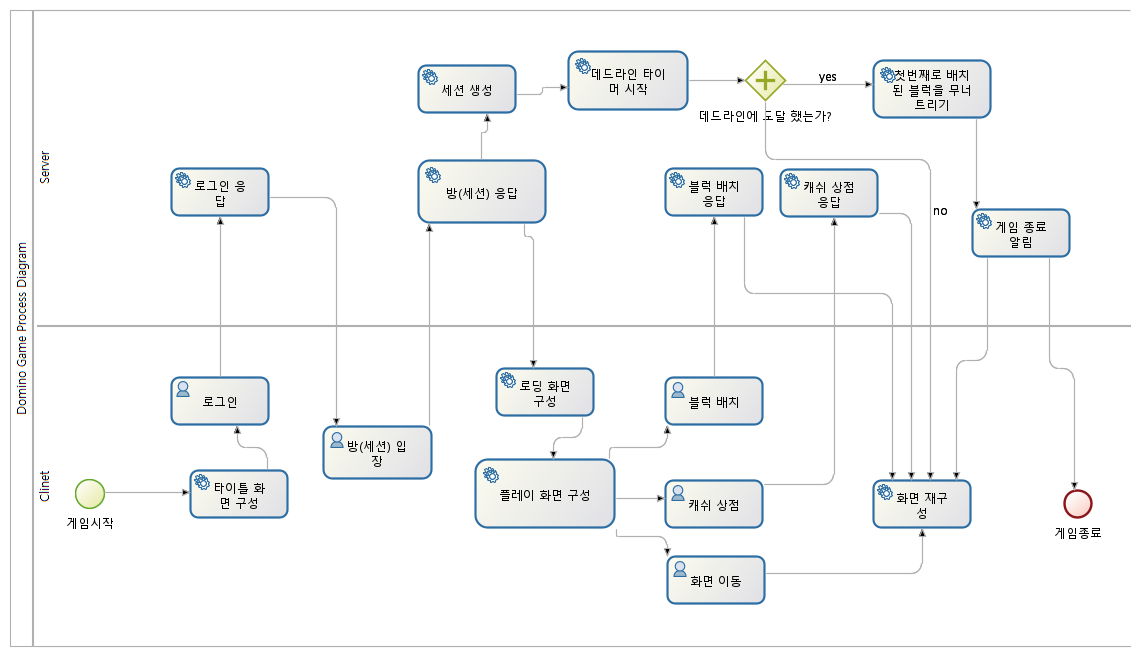 Domino Game Process Diagram
Server
세션 생성
데드라인 타이
머 시작
데드라인에 도달 했는가?
yes
첫번째로 배치
된 블럭을 무너
트리기
로그인 응
답
방(세션) 응답
블럭 배치
응답
캐쉬 상점
응답
no
게임 종료
알림
Clinet
게임시작
로그인
타이틀 화
면 구성
방(세션) 입
장
로딩 화면
구성
플레이 화면 구성
블럭 배치
캐쉬 상점
화면 이동
화면 재구
성
게임종료